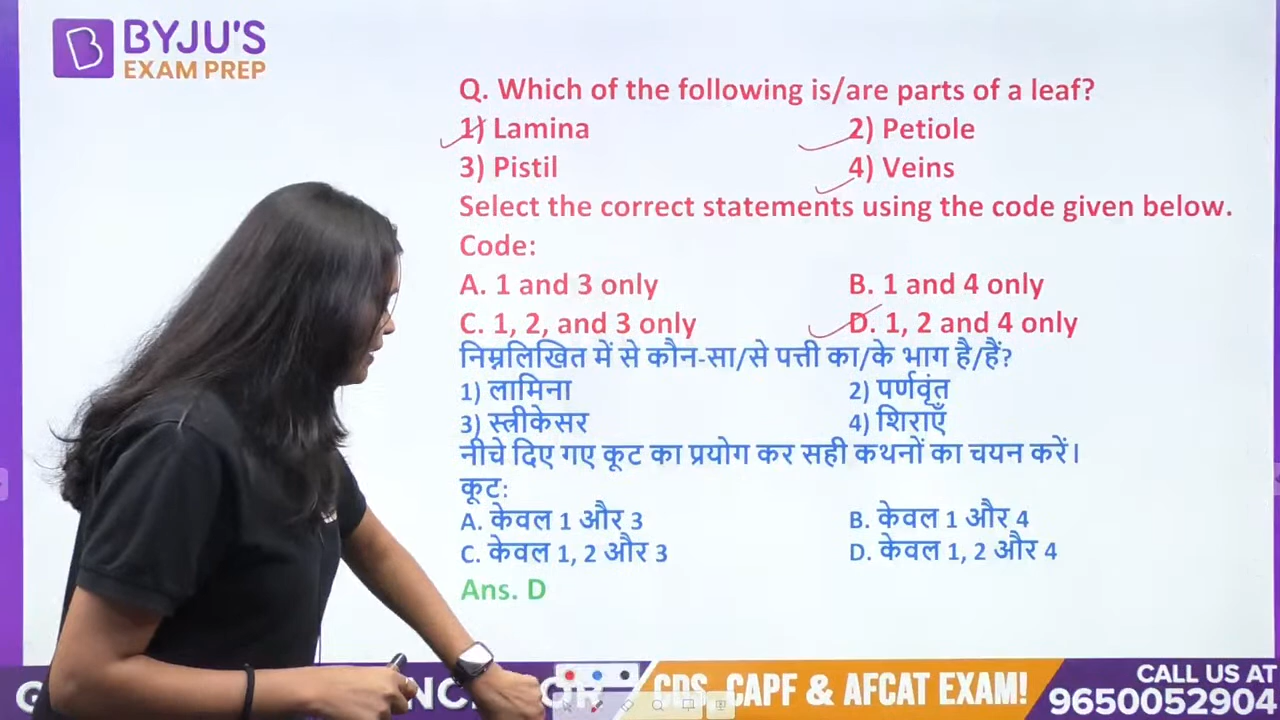 BYJU'S
EXAM PREP
Q. Which of the following is/are parts of a leaf?
1) Lamina 2) Petiole
3) Pistil 4) Veins
Select the correct statements using the code given below.
Code:
A. 1 and 3 only B. 1 and 4 only
C. 1, 2, and 3 only D. 1, 2 and 4 only
निम्नलिखित में से कौन-सा/से पत्ती का/के भाग है/हैं?
1) लामिना 2) पर्णवृंत
3) स्त्रीकेसर 4) शिराएँ
नीचे दिए गए कूट का प्रयोग कर सही कथनों का चयन करें।
कूट:
A. केवल 1 और 3 B. केवल 1 और 4
C. केवल 1, 2 और 3 D. केवल 1, 2 और 4
Ans. D
CDS, CAPF & AFCAT EXAM!
CALL US AT
9650052904